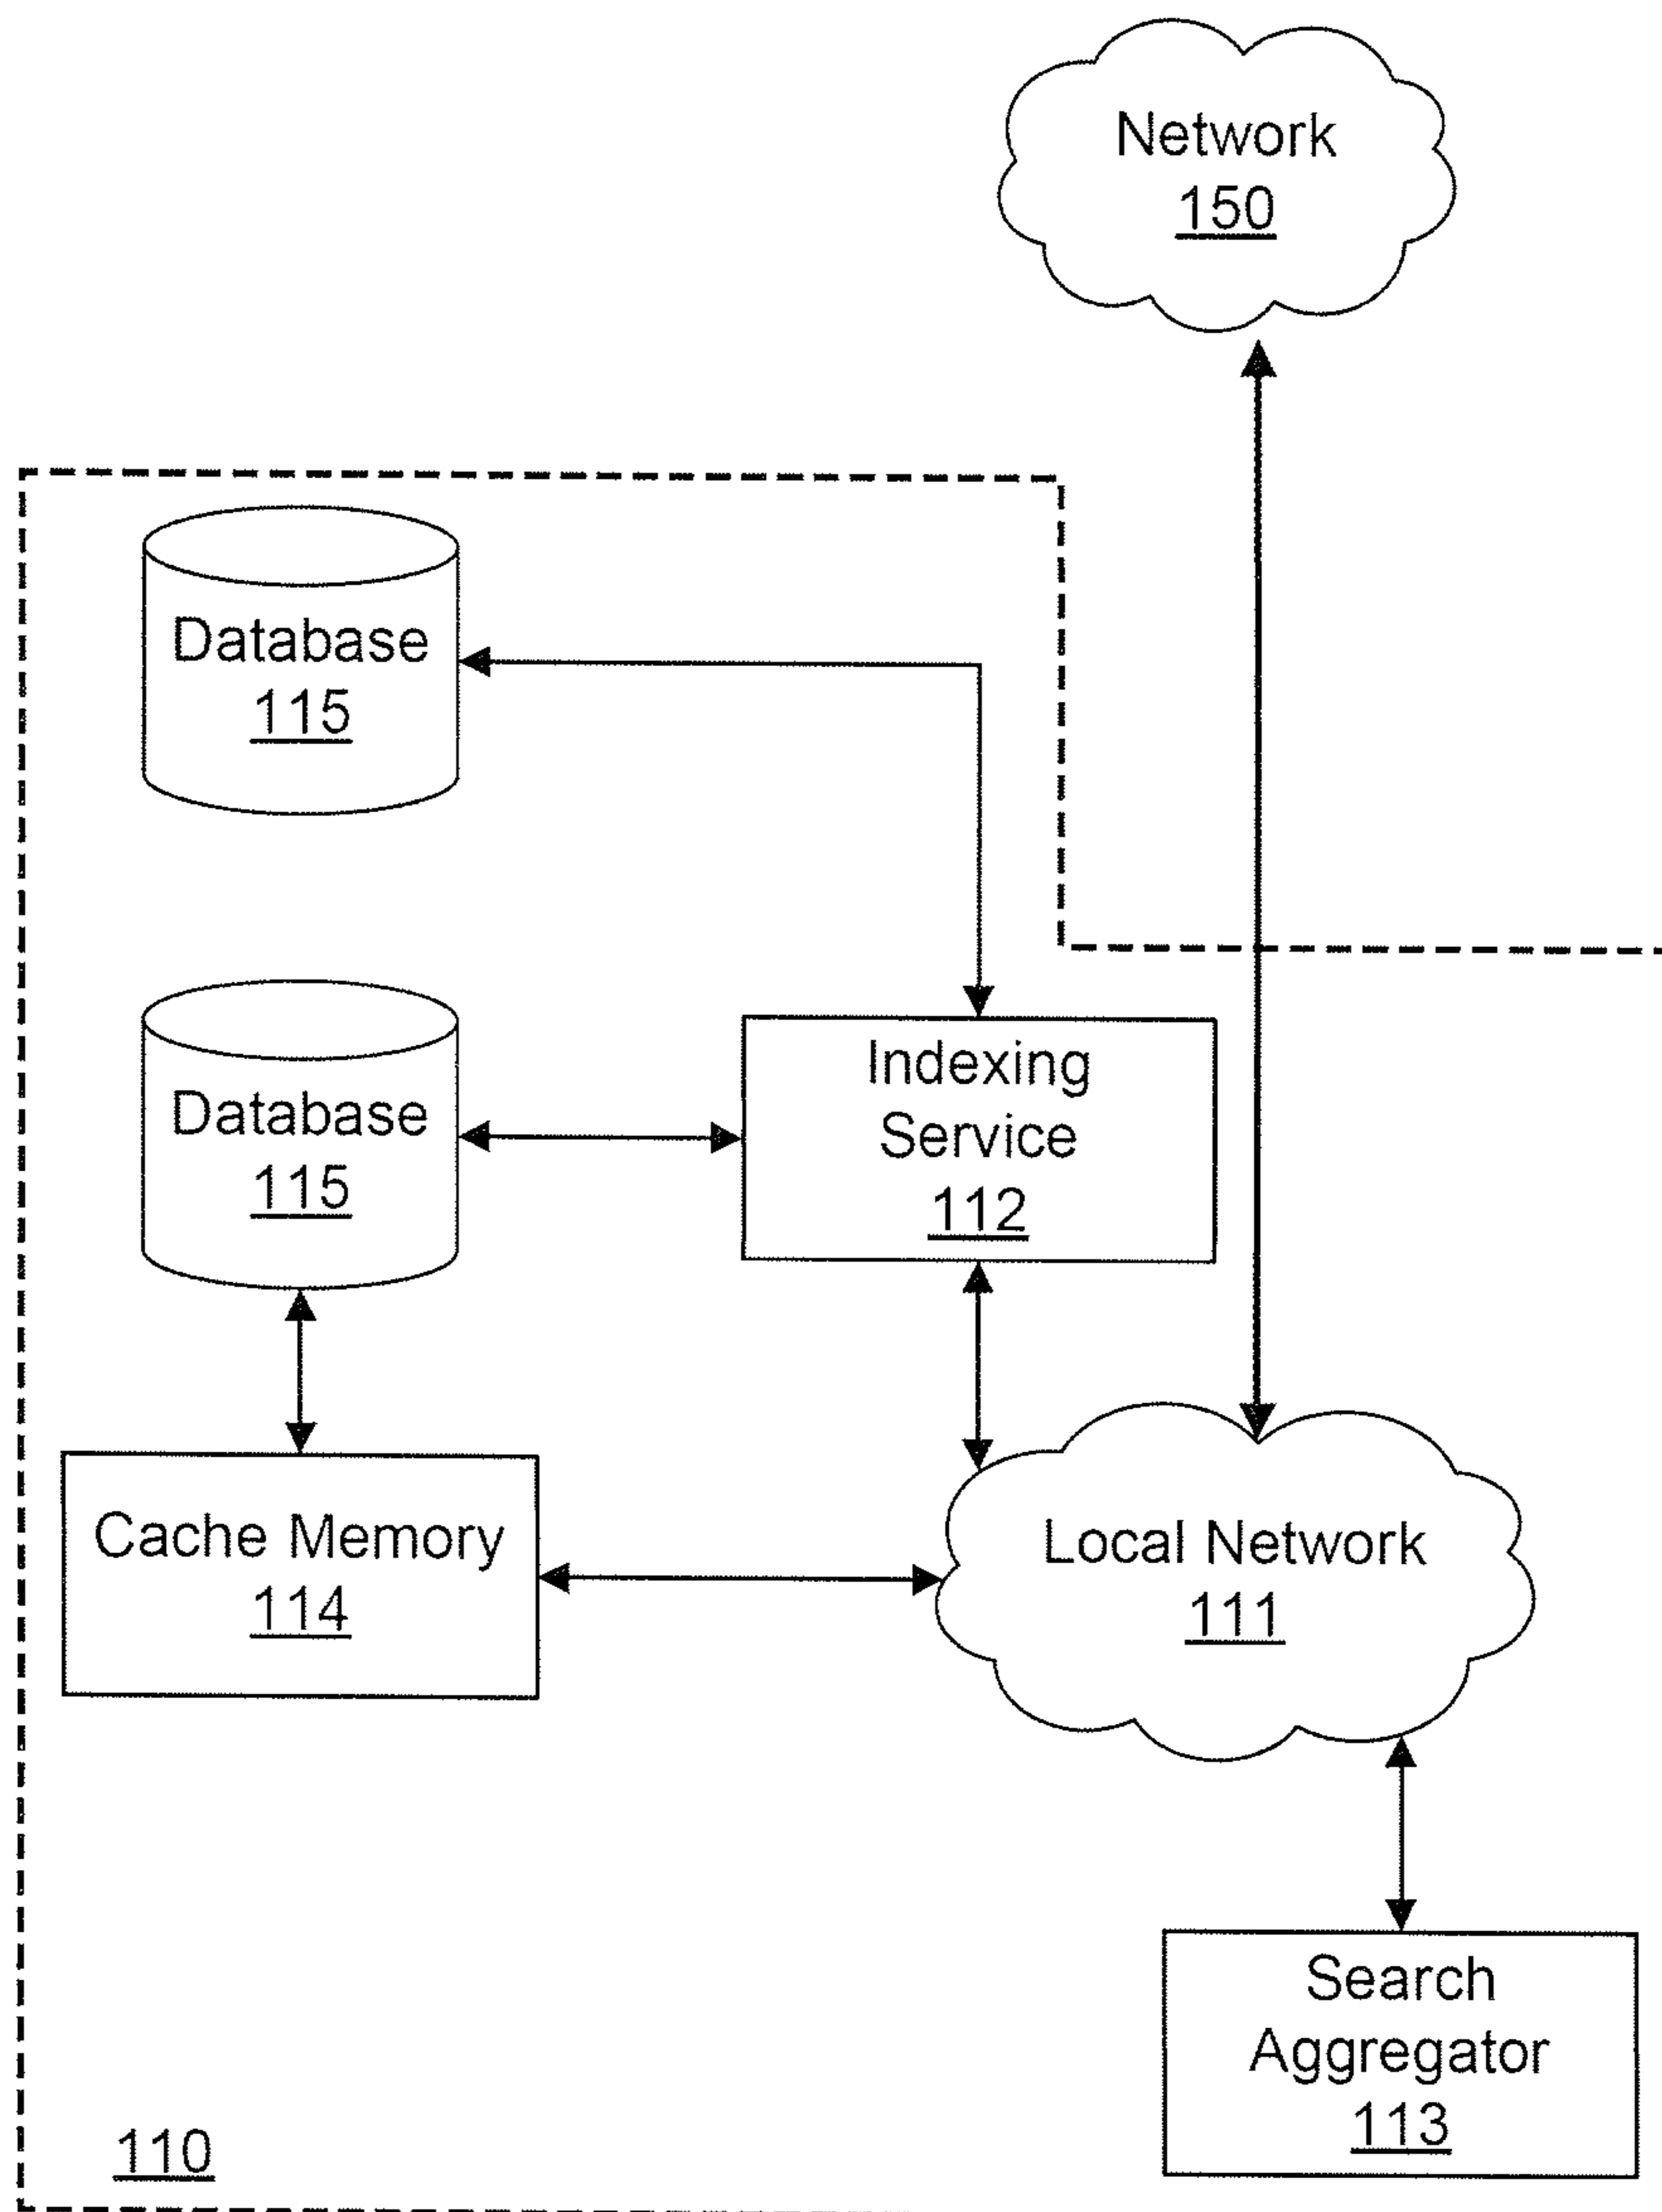 Network
150
Database
115
Database
115
Indexing
Service
112
Cache Memory
114
Local Network
111
Search
Aggregator
113
110